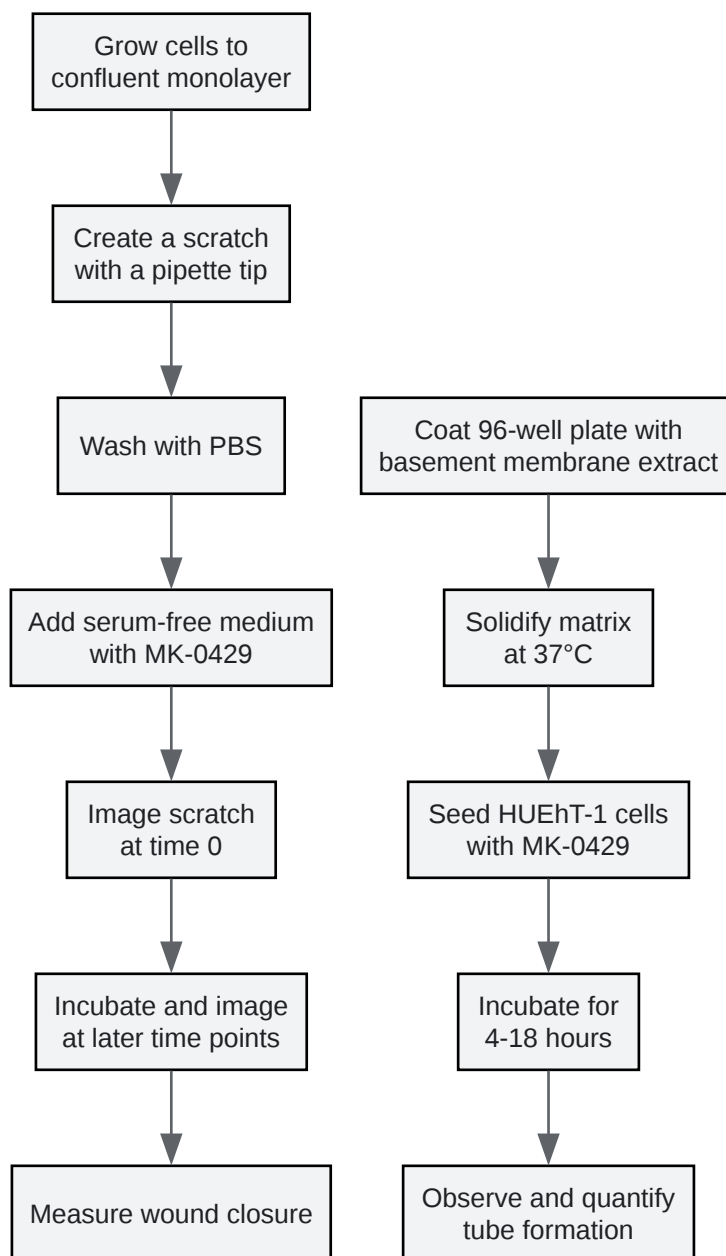 Grow cells to
confluent monolayer
Create a scratch
with a pipette tip
Wash with PBS
Add serum-free medium
with MK-0429
Image scratch
at time 0
Incubate and image
at later time points
Measure wound closure
Coat 96-well plate with
basement membrane extract
Solidify matrix
at 37°C
Seed HUEhT-1 cells
with MK-0429
Incubate for
4-18 hours
Observe and quantify
tube formation